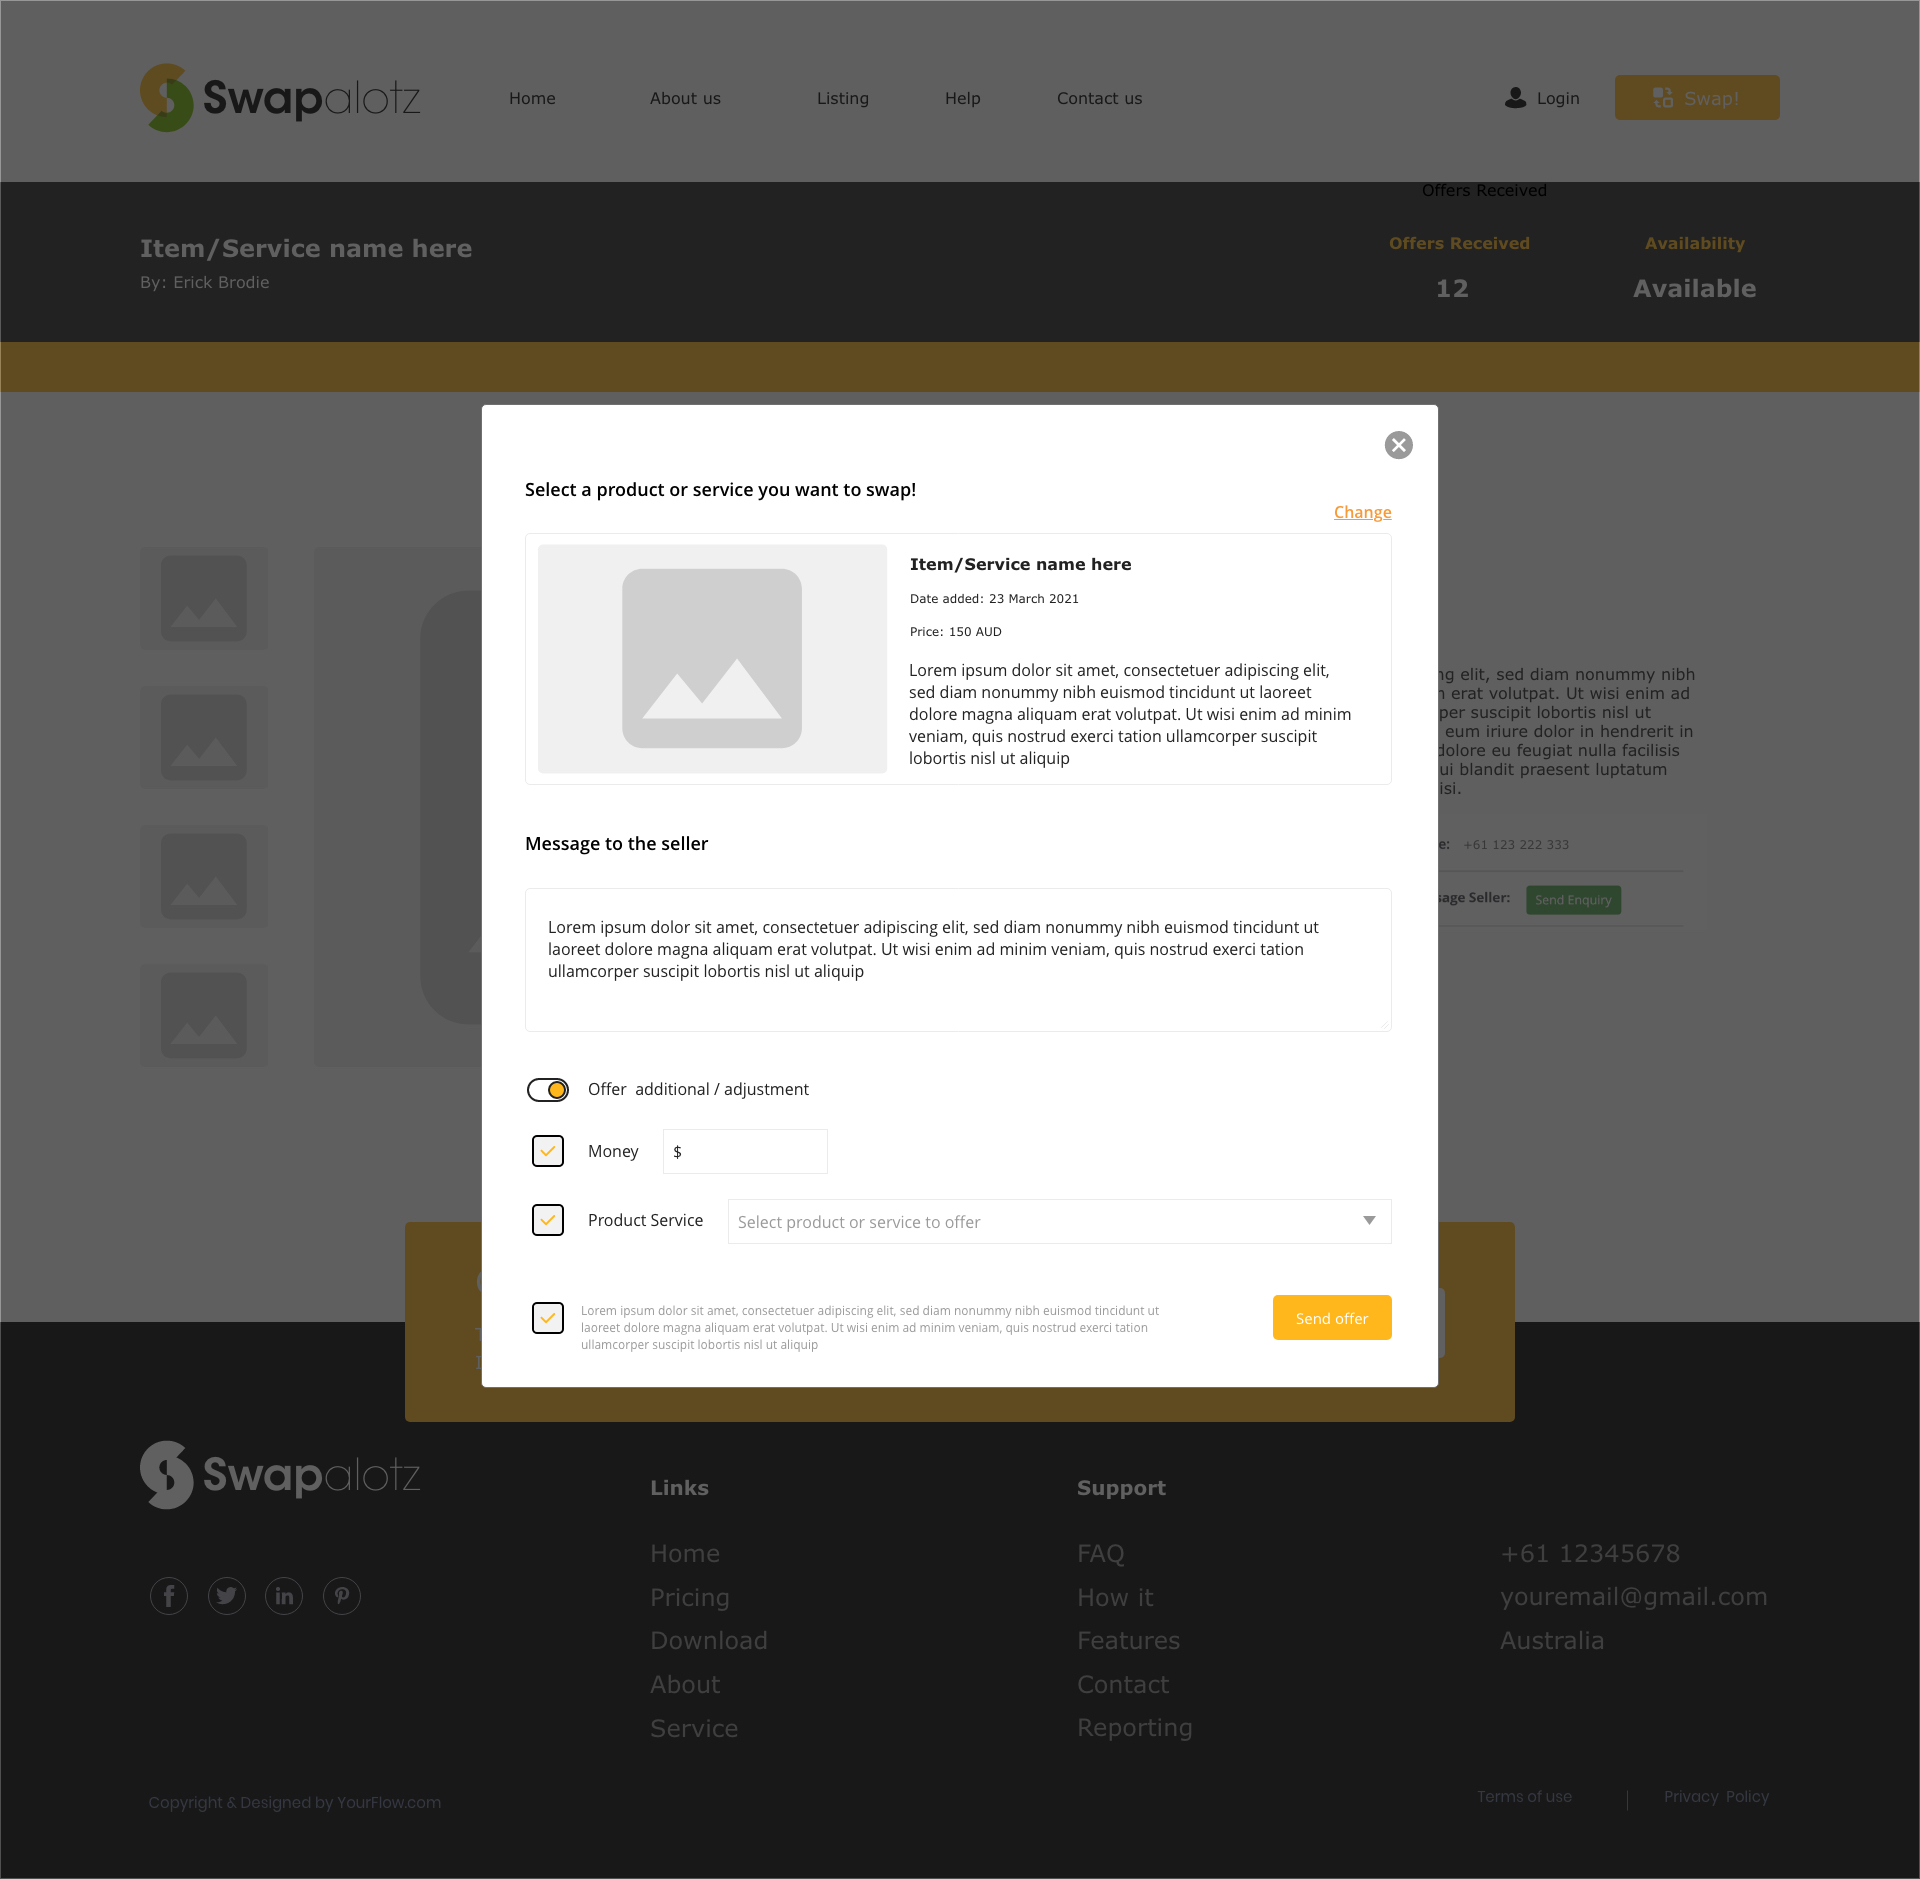 Swapalotz
Home
About us
Listing
Help
Contact us
Login
Swap!
Offers Received
Item/Service name here
By: Erick Brodie
Offers Received
Availability
12
Available
Select a product or service you want to swap!
Change
Item/Service name here
Date added: 23 March 2021
Price: 150 AUD
Lorem ipsum dolor sit amet, consectetuer adipiscing elit,
sed diam nonummy nibh euismod tincidunt ut laoreet
dolore magna aliquam erat volutpat. Ut wisi enim ad minim
veniam, quis nostrud exerci tation ullamcorper suscipit
lobortis nisl ut aliquip
elit, sed diam nonummy nibh
erat volutpat. Ut wisi enim ad
suscipit lobortis nisl ut
eum iriure dolor in hendrerit in
dolore eu feugiat nulla facilisis
blandit praesent luptatum
Message to the seller
+61 123 222 333
Seller:
Send Enquiry
Lorem ipsum dolor sit amet, consectetuer adipiscing elit, sed diam nonummy nibh euismod tincidunt ut
laoreet dolore magna aliquam erat volutpat. Ut wisi enim ad minim veniam, quis nostrud exerci tation
ullamcorper suscipit lobortis nisl ut aliquip
Offer additional / adjustment
Money
$
Product Service
Select product or service to offer
Lorem ipsum dolor sit amet, consectetuer adipiscing elit, sed diam nonummy nibh euismod tincidunt ut
laoreet dolore magna aliquam erat volutpat. Ut wisi enim ad minim veniam, quis nostrud exerci tation
ullamcorper suscipit lobortis nisl ut aliquip
Send offer
Swapalotz
Links
Home
Pricing
Download
About
Service
Support
FAQ
How it
Features
Contact
Reporting
+61 12345678
youremail@gmail.com
Australia
Copyright & Designed by YourFlow.com
Terms of use
Privacy Policy